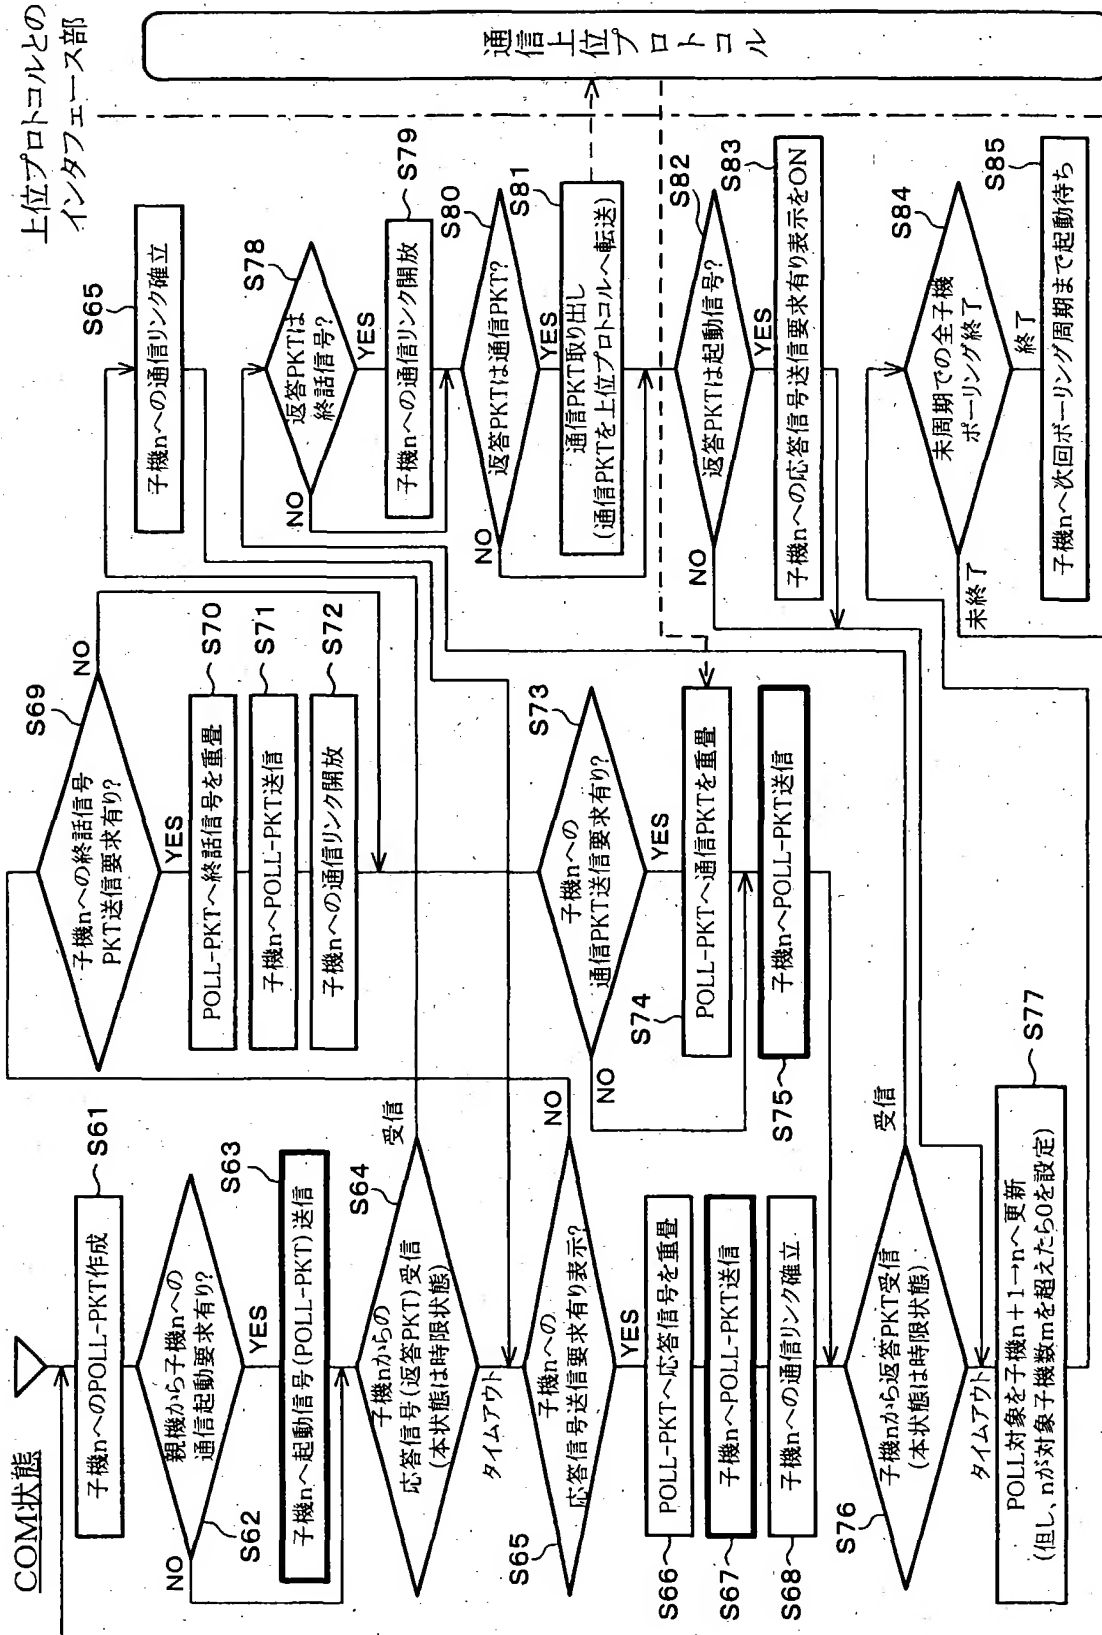 COM状態
子機nへのPOLL-PKT作成
S61
親機から子機nへの
通信起動要求有り?
S62
NO
YES
子機nへ起動信号(POLL-PKT)送信
S63
子機nからの
応答信号(返答PKT)受信
(本状態は時限状態)
S64
受信
タイムアウト
子機nへの
応答信号送信要求有り表示?
S65
NO
YES
POLL-PKTへ応答信号を重畳
S66
子機nへPOLL-PKT送信
S67
子機nへの通信リンク確立
S68
子機nから返答PKT受信
(本状態は時限状態)
S76
受信
タイムアウト
POLL対象を子機n+1→nへ更新
(但し、nが対象子機数mを超えたら0を設定)
S77
子機nへの終話信号
PKT送信要求有り?
S69
NO
YES
POLL-PKTへ終話信号を重畳
S70
子機nへPOLL-PKT送信
S71
子機nへの通信リンク開放
S72
子機nへの
通信PKT送信要求有り?
S73
NO
YES
POLL-PKTへ通信PKTを重畳
S74
子機nへPOLL-PKT送信
S75
上位プロトコルとの
インタフェース部
子機nへの通信リンク確立
S65
返答PKTは
終話信号?
S78
NO
YES
子機nへの通信リンク開放
S79
返答PKTは通信PKT?
S80
NO
YES
通信PKT取り出し
(通信PKTを上位プロトコルへ転送)
S81
返答PKTは起動信号?
S82
NO
YES
子機nへの応答信号送信要求有り表示をON
S83
未周期での全子機
ポーリング終了
S84
未終了
終了
子機nへ次回ポーリング周期まで起動待ち
S85
通信上位プロトコル